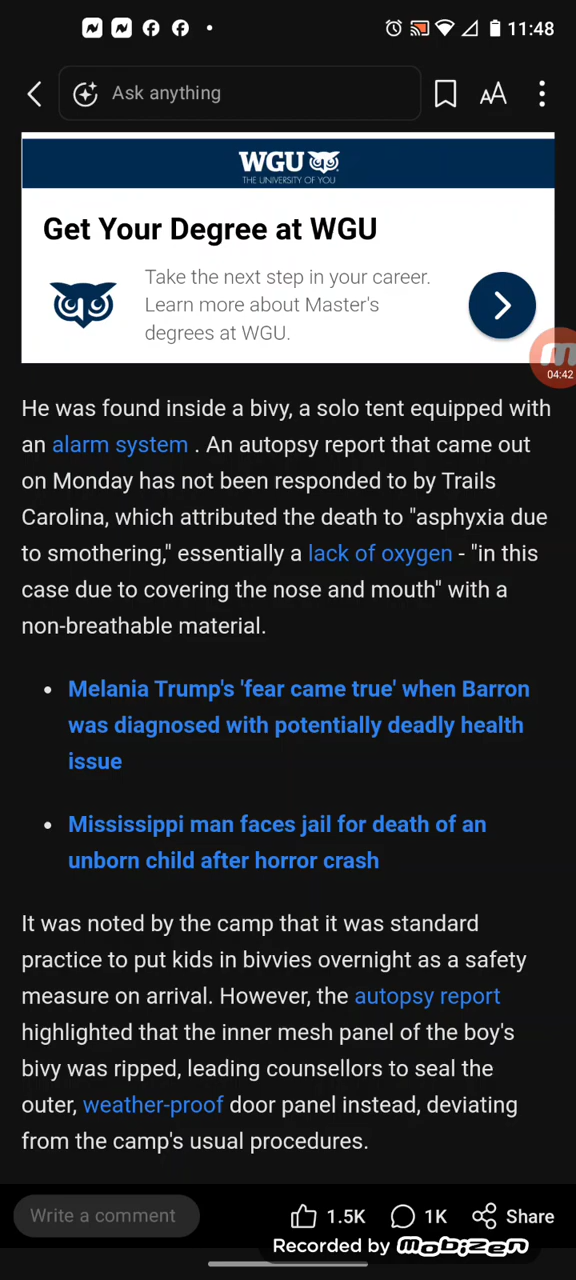 11:48
Ask anything
AA
WGU
THE UNIVERSITY OF YOU
Get Your Degree at WGU
Take the next step in your career.
Learn more about Master's
degrees at WGU.
04:42
He was found inside a bivy, a solo tent equipped with
an alarm system . An autopsy report that came out
on Monday has not been responded to by Trails
Carolina, which attributed the death to "asphyxia due
to smothering," essentially a lack of oxygen - "in this
case due to covering the nose and mouth" with a
non-breathable material.
• Melania Trump's 'fear came true' when Barron
was diagnosed with potentially deadly health
issue
• Mississippi man faces jail for death of an
unborn child after horror crash
It was noted by the camp that it was standard
practice to put kids in bivvies overnight as a safety
measure on arrival. However, the autopsy report
highlighted that the inner mesh panel of the boy's
bivy was ripped, leading counsellors to seal the
outer, weather-proof door panel instead, deviating
from the camp's usual procedures.
Write a comment 1.5K 1K Share
Recorded by mobizen